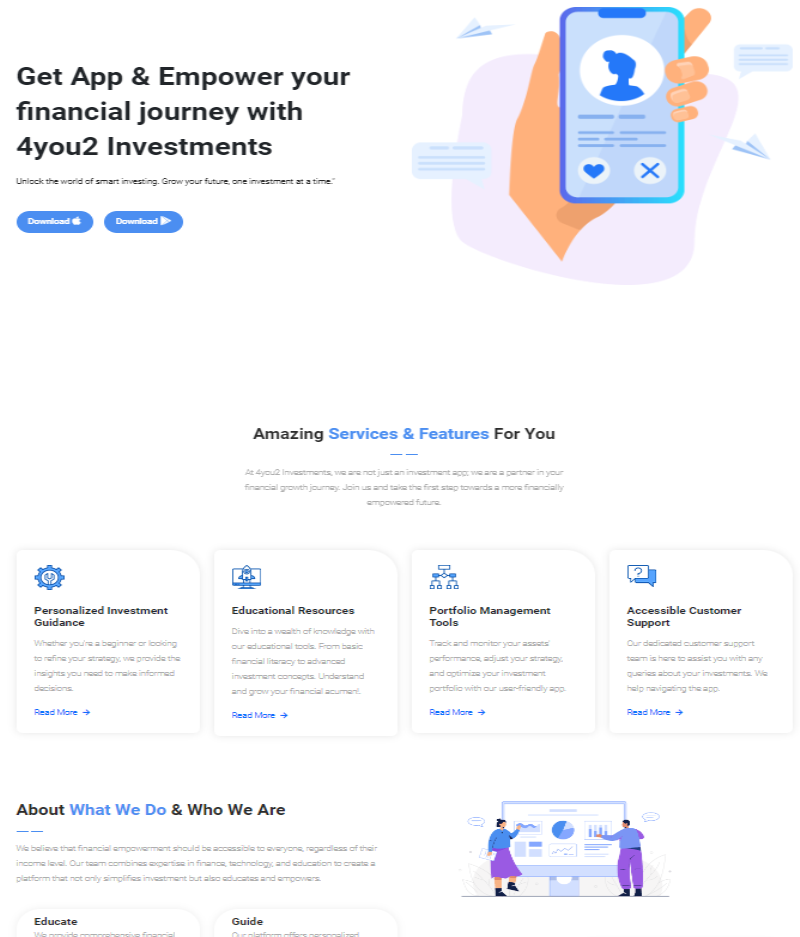 Get App & Empower your
financial journey with
4you2 Investments
Unlock the world of smart investing. Grow your future, one investment at a time."
Download
Download
Amazing Services & Features For You
At 4you2 Investments, we are not just an investment app; we are a partner in your
financial growth journey. Join us and take the first step towards a more financially
empowered future.
Personalized Investment
Guidance
Whether you're a beginner or looking
to refine your strategy, we provide the
insights you need to make informed
decisions.
Read More
Educational Resources
Dive into a wealth of knowledge with
our educational tools. From basic
financial literacy to advanced
investment concepts. Understand
and grow your financial acument.
Read More
Portfolio Management
Tools
Track and monitor your assets'
performance, adjust your strategy,
and optimize your investment
portfolio with our user-friendly app.
Read More
Accessible Customer
Support
Our dedicated customer support
team is here to assist you with any
queries about your investments. We
help navigating the app.
Read More
About What We Do & Who We Are
We believe that financial empowerment should be accessible to everyone, regardless of their
income level. Our team combines expertise in finance, technology, and education to create a
platform that not only simplifies investment but also educates and empowers.
Educate
We provide comprehensive financial
Guide
Our platform offers personalized